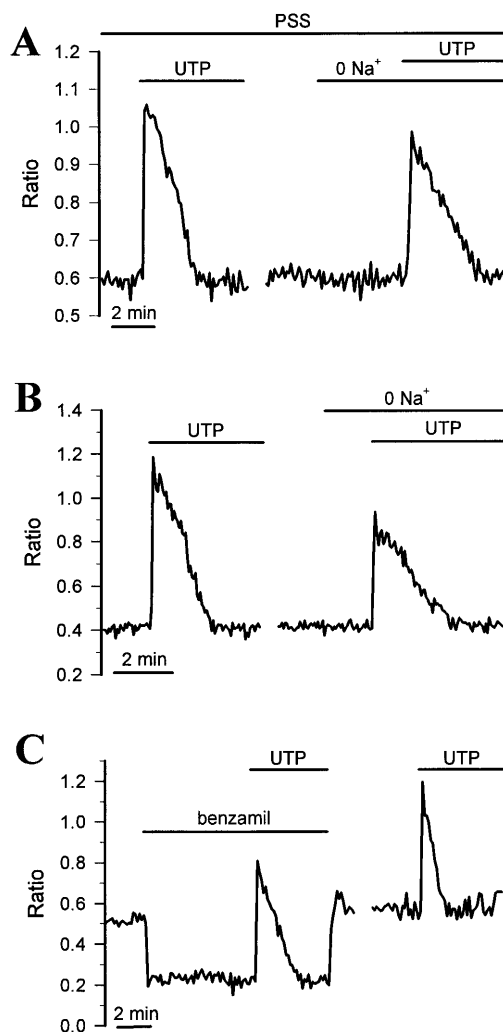 A
PSS
UTP
UTP
0 Na⁺
1.2
1.1
1.0
0.9
0.8
0.7
0.6
0.5
Ratio
2 min
B
0 Na⁺
UTP
UTP
1.4
1.2
1.0
0.8
0.6
0.4
0.2
Ratio
2 min
C
UTP
UTP
benzamil
1.2
1.0
0.8
0.6
0.4
0.2
0.0
Ratio
2 min